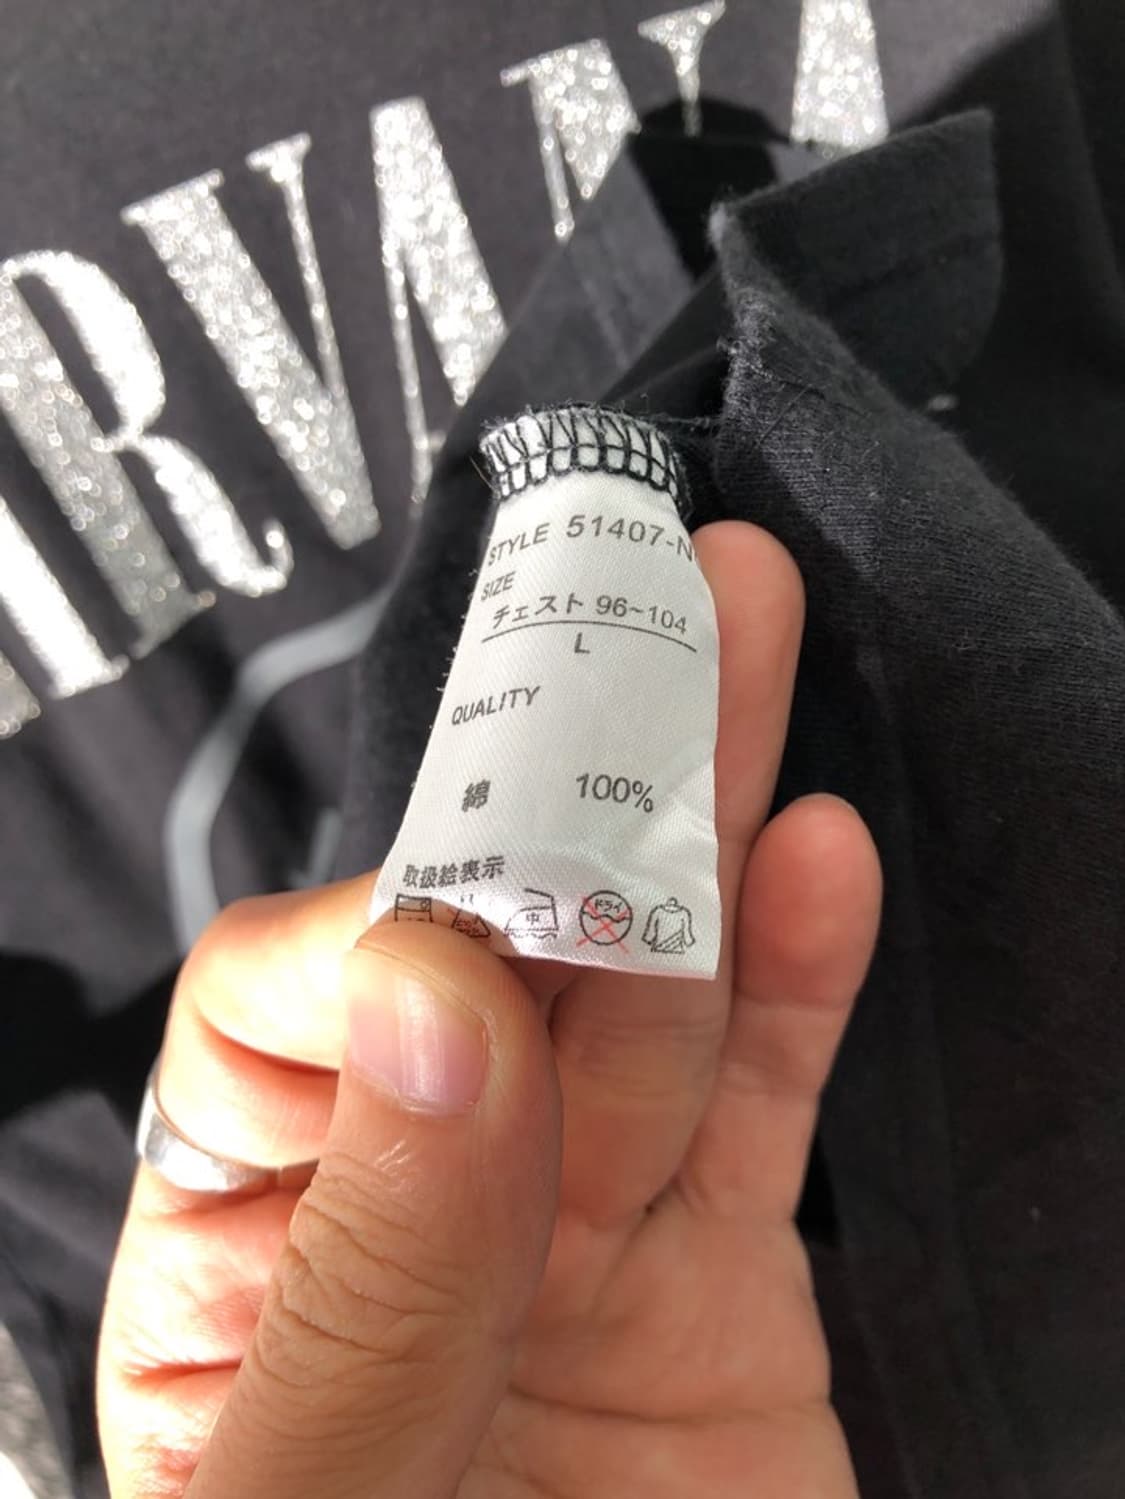 RVANA
STYLE 51407-N
SIZE
チェスト 96~104
L
QUALITY
綿 100%
取扱絵表示
中
ドライ